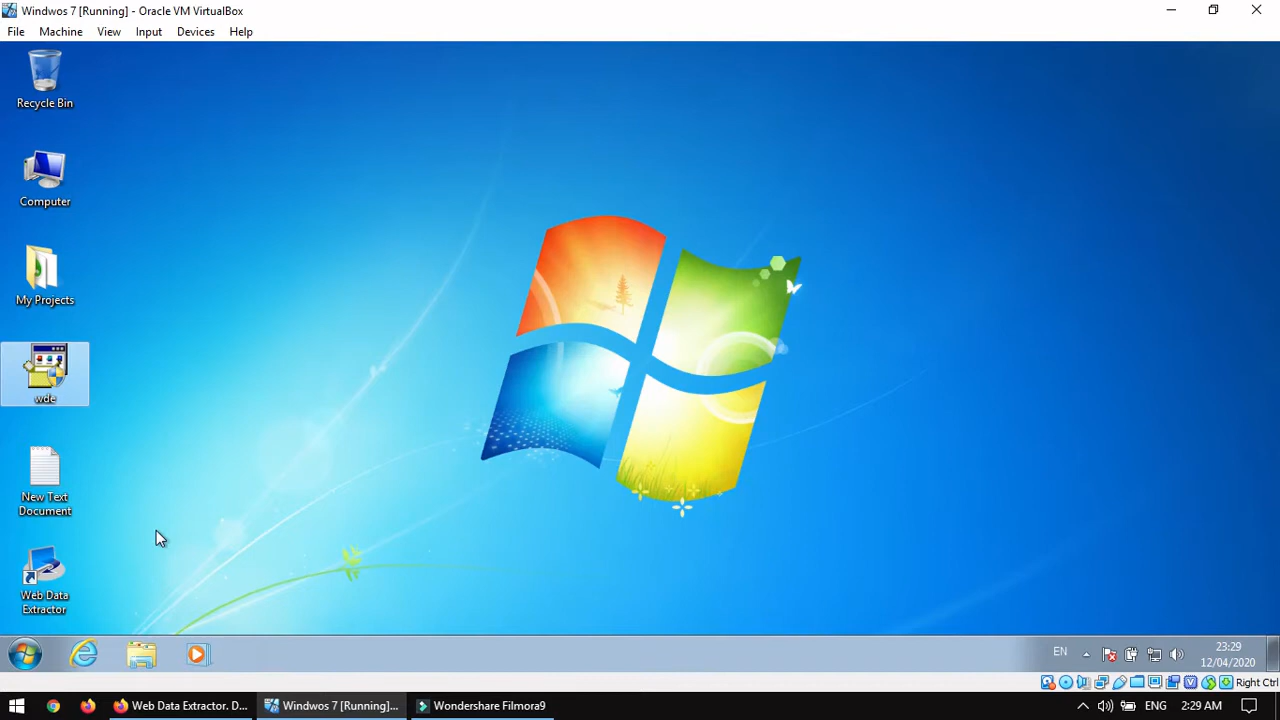 Windwos 7 [Running] - Oracle VM VirtualBox
File Machine View Input Devices Help
Recycle Bin
Computer
My Projects
wde
New Text
Document
Web Data
Extractor
EN
23:29
12/04/2020
Right Ctrl
Web Data Extractor. D...
Windwos 7 [Running]...
Wondershare Filmora9
ENG
2:29 AM